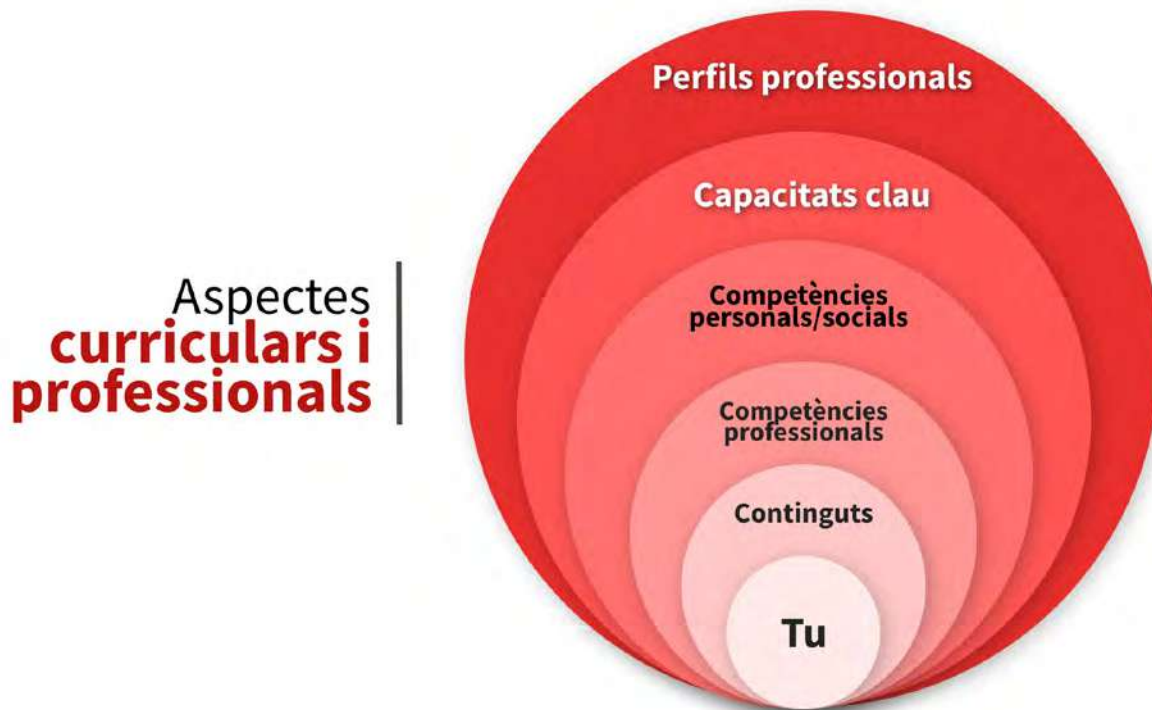 Aspectes
curriculars i
professionals
Perfils professionals
Capacitats clau
Competències
personals/socials
Competències
professionals
Continguts
Tu